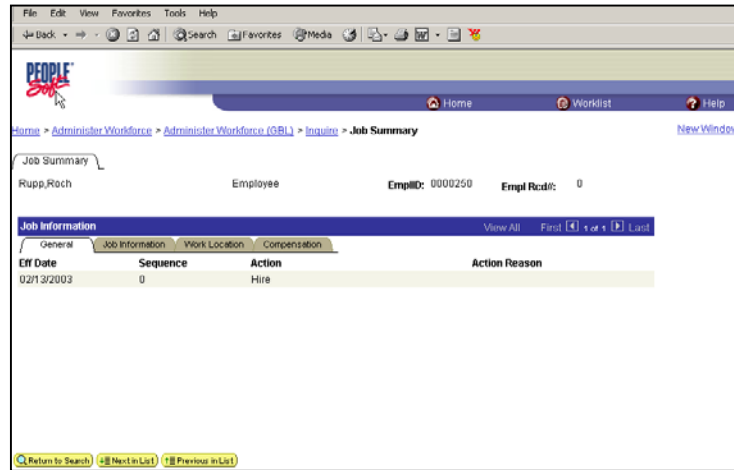 File Edit View Favorites Tools Help
Back Search Favorites Media
PEOPLE Soft
Home Worklist Help
Home > Administer Workforce > Administer Workforce (GBL) > Inquire > Job Summary New Window
Job Summary
Rupp,Roch Employee EmplID: 0000250 Empl Rcd#: 0
Job Information View All First 1 of 1 Last
General Job Information Work Location Compensation
Eff Date Sequence Action Action Reason
02/13/2003 0 Hire
Return to Search Next in List Previous in List